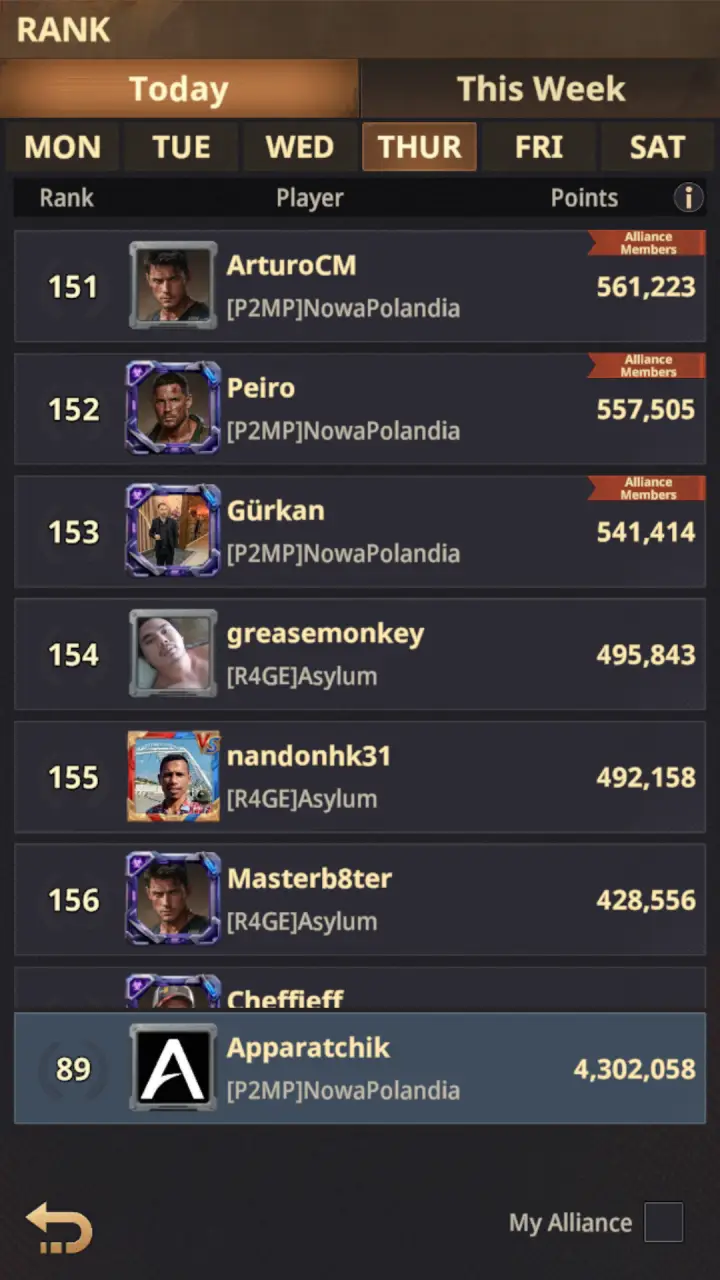 RANK
Today
This Week
MON TUE WED THUR FRI SAT
Rank Player Points i
Alliance Members
151 ArturoCM 561,223
[P2MP]NowaPolandia
Alliance Members
152 Peiro 557,505
[P2MP]NowaPolandia
Alliance Members
153 Gürkan 541,414
[P2MP]NowaPolandia
154 greasemonkey 495,843
[R4GE]Asylum
VS
155 nandonhk31 492,158
[R4GE]Asylum
156 Masterb8ter 428,556
[R4GE]Asylum
Cheffieff
A
89 Apparatchik 4,302,058
[P2MP]NowaPolandia
My Alliance